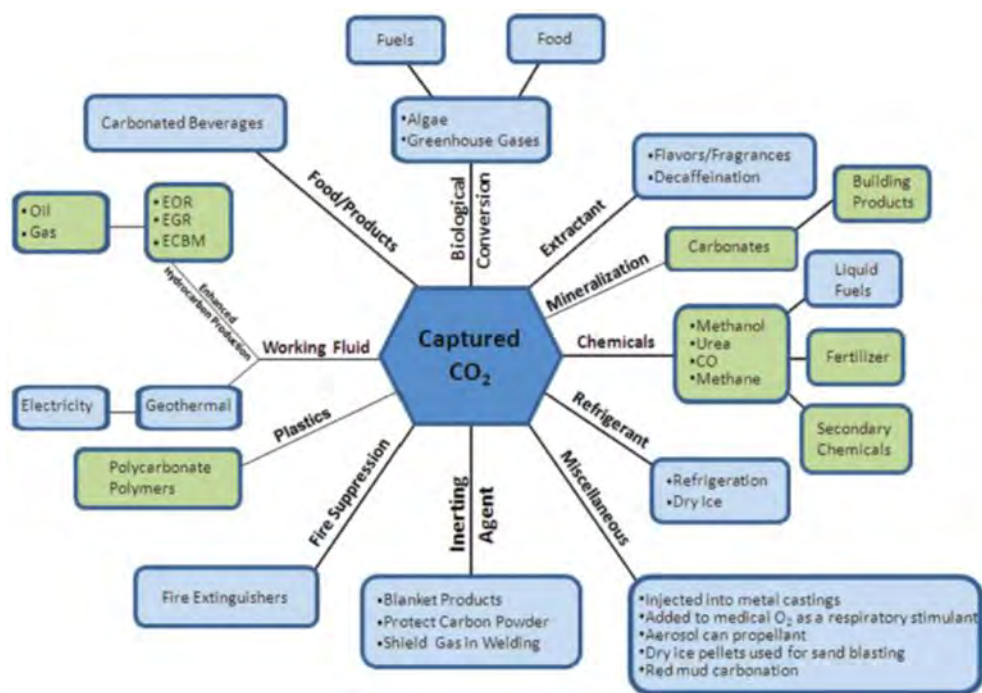 Fuels
Food
Carbonated Beverages
•Algae
•Greenhouse Gases
•Flavors/Fragrances
•Decaffeination
Building
Products
Food/Products
Biological
Conversion
Extractant
• Oil
• Gas
• EOR
• EGR
• ECBM
Mineralization
Carbonates
Liquid
Fuels
Enhanced
Hydrocarbon Production
Working Fluid
Captured
CO₂
Chemicals
•Methanol
•Urea
•CO
•Methane
Fertilizer
Electricity
Geothermal
Plastics
Refrigerant
Secondary
Chemicals
Polycarbonate
Polymers
Fire Suppression
Inerting
Agent
Miscellaneous
•Refrigeration
•Dry Ice
Fire Extinguishers
•Blanket Products
•Protect Carbon Powder
•Shield Gas in Welding
•Injected into metal castings
•Added to medical O₂ as a respiratory stimulant
•Aerosol can propellant
•Dry ice pellets used for sand blasting
•Red mud carbonation